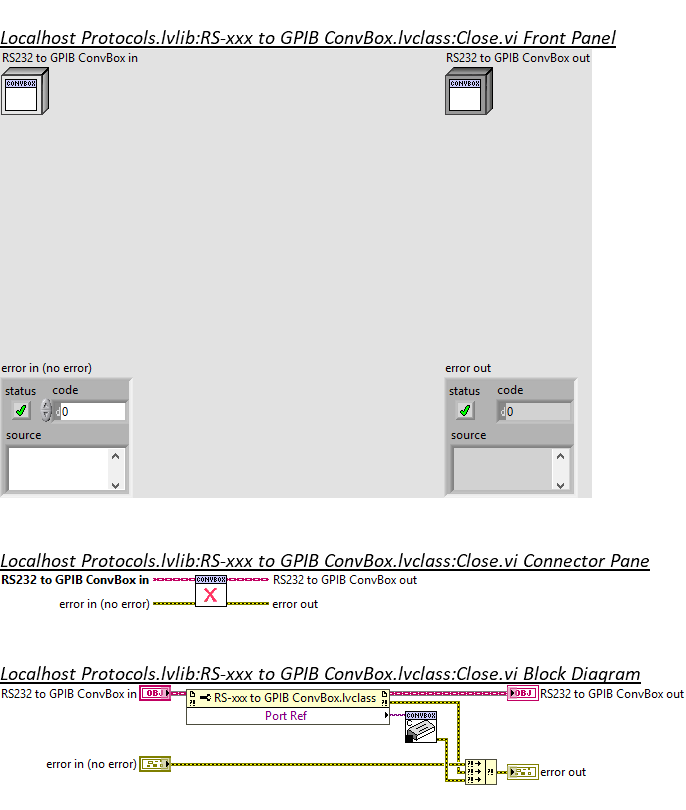 Localhost Protocols.lvlib:RS-xxx to GPIB ConvBox.lvclass:Close.vi Front Panel
RS232 to GPIB ConvBox in
RS232 to GPIB ConvBox out
CONVBOX
CONVBOX
error in (no error)
error out
status
code
status
code
d 0
d 0
source
source
Localhost Protocols.lvlib:RS-xxx to GPIB ConvBox.lvclass:Close.vi Connector Pane
RS232 to GPIB ConvBox in
CONVBOX
RS232 to GPIB ConvBox out
X
error in (no error)
error out
Localhost Protocols.lvlib:RS-xxx to GPIB ConvBox.lvclass:Close.vi Block Diagram
RS232 to GPIB ConvBox in
OBJ
RS-xxx to GPIB ConvBox.lvclass
OBJ
RS232 to GPIB ConvBox out
?!
?!
Port Ref
CONVBOX
error in (no error)
?!
?!
?!
?!
error out